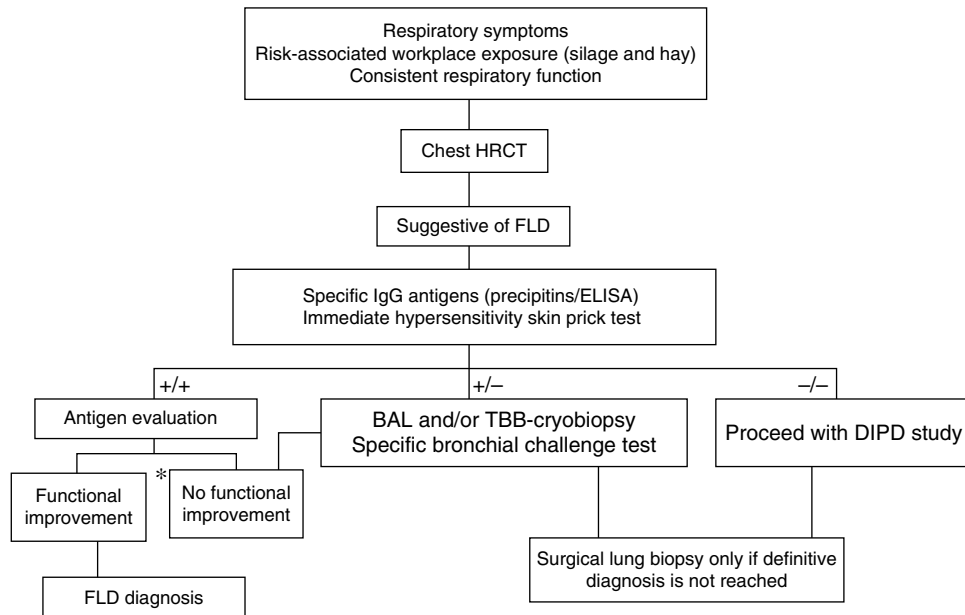 Respiratory symptoms
Risk-associated workplace exposure (silage and hay)
Consistent respiratory function
Chest HRCT
Suggestive of FLD
Specific IgG antigens (precipitins/ELISA)
Immediate hypersensitivity skin prick test
+/+
+/–
–/–
Antigen evaluation
BAL and/or TBB-cryobiopsy
Specific bronchial challenge test
Proceed with DIPD study
*
Functional
improvement
No functional
improvement
Surgical lung biopsy only if definitive
diagnosis is not reached
FLD diagnosis